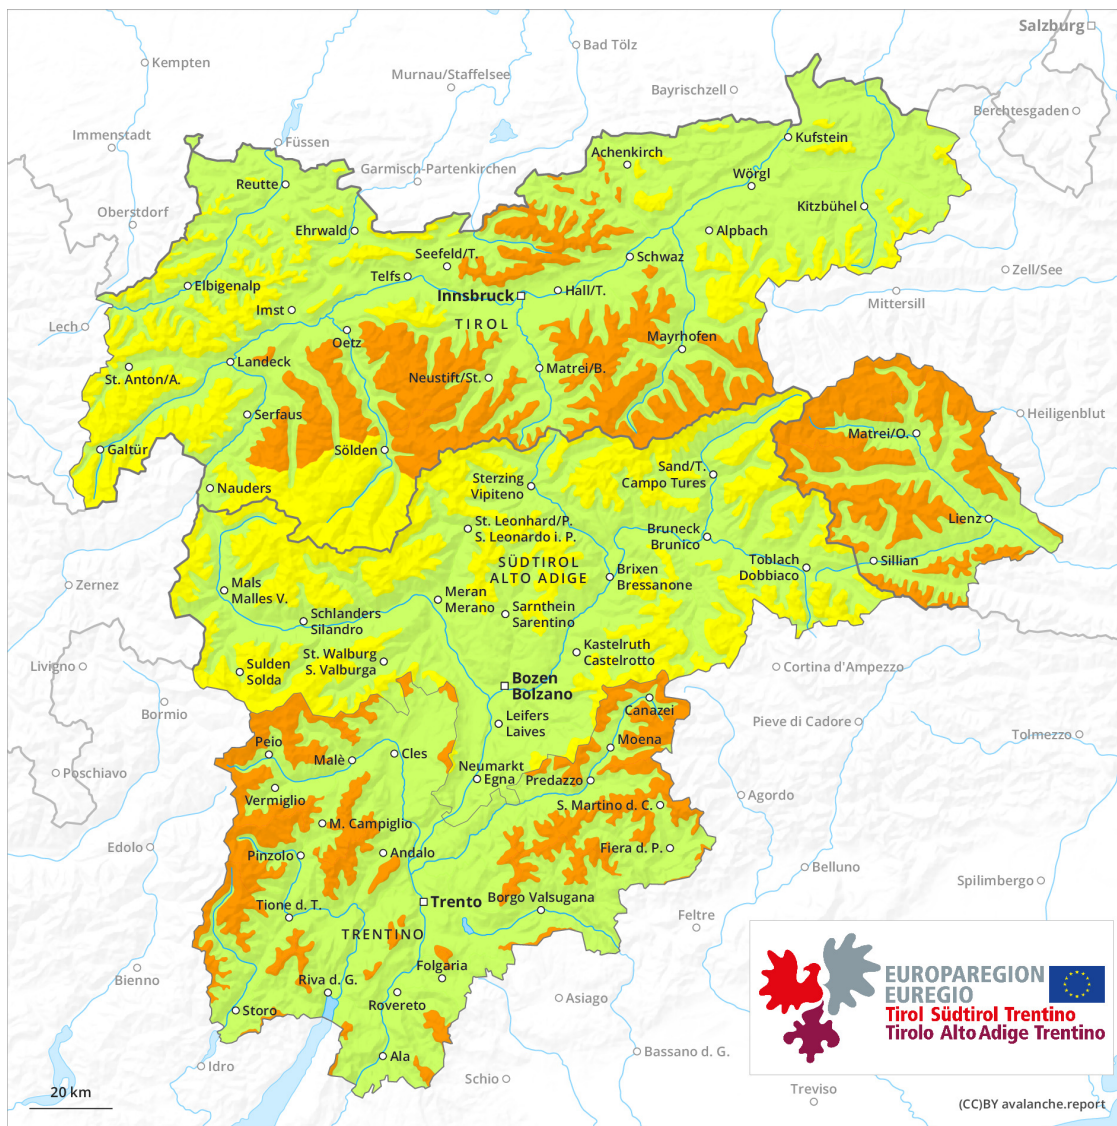 Salzburg
Bad Tölz
Kempten
Murnau/Staffelsee
Bayrischzell
Berchtesgaden
Immenstadt
Füssen
Kufstein
Achenkirch
Garmisch-Partenkirchen
Wörgl
Reutte
Kitzbühel
Oberstdorf
Ehrwald
Alpbach
Seefeld/T.
Schwaz
Telfs
Zell/See
Elbigenalp
Innsbruck
Hall/T.
Mittersill
Imst
TIROL
Lech
Oetz
Mayrhofen
Landeck
Matrei/B.
St. Anton/A.
Neustift/St.
Serfaus
Heiligenblut
Matrei/O.
Galtür
Sölden
Sand/T.
Campo Tures
Sterzing
Vipiteno
Nauders
Lienz
St. Leonhard/P.
S. Leonardo i. P.
Bruneck
Brunico
SÜDTIROL
ALTO ADIGE
Toblach
Dobbiaco
Sillian
Brixen
Bressanone
Zernez
Mals
Malles V.
Meran
Merano
Schlanders
Silandro
Sarnthein
Sarentino
Kastelruth
Castelrotto
St. Walburg
S. Valburga
Livigno
Sulden
Solda
Cortina d'Ampezzo
Bozen
Bolzano
Bormio
Canazei
Leifers
Laives
Pieve di Cadore
Tolmezzo
Peio
Moena
Malè
Cles
Poschiavo
Neumarkt
Egna
Predazzo
Vermiglio
Agordo
S. Martino d. C.
M. Campiglio
Edolo
Pinzolo
Andalo
Fiera d. P.
Belluno
Spilimbergo
Tione d. T.
Trento
Borgo Valsugana
Feltre
TRENTINO
Bienno
Folgaria
Riva d. G.
EUROPAREGION
EUREGIO
Tirol Südtirol Trentino
Tirolo Alto Adige Trentino
Asiago
Storo
Rovereto
Ala
Bassano d. G.
Idro
Schio
Treviso
20 km
(CC)BY avalanche.report